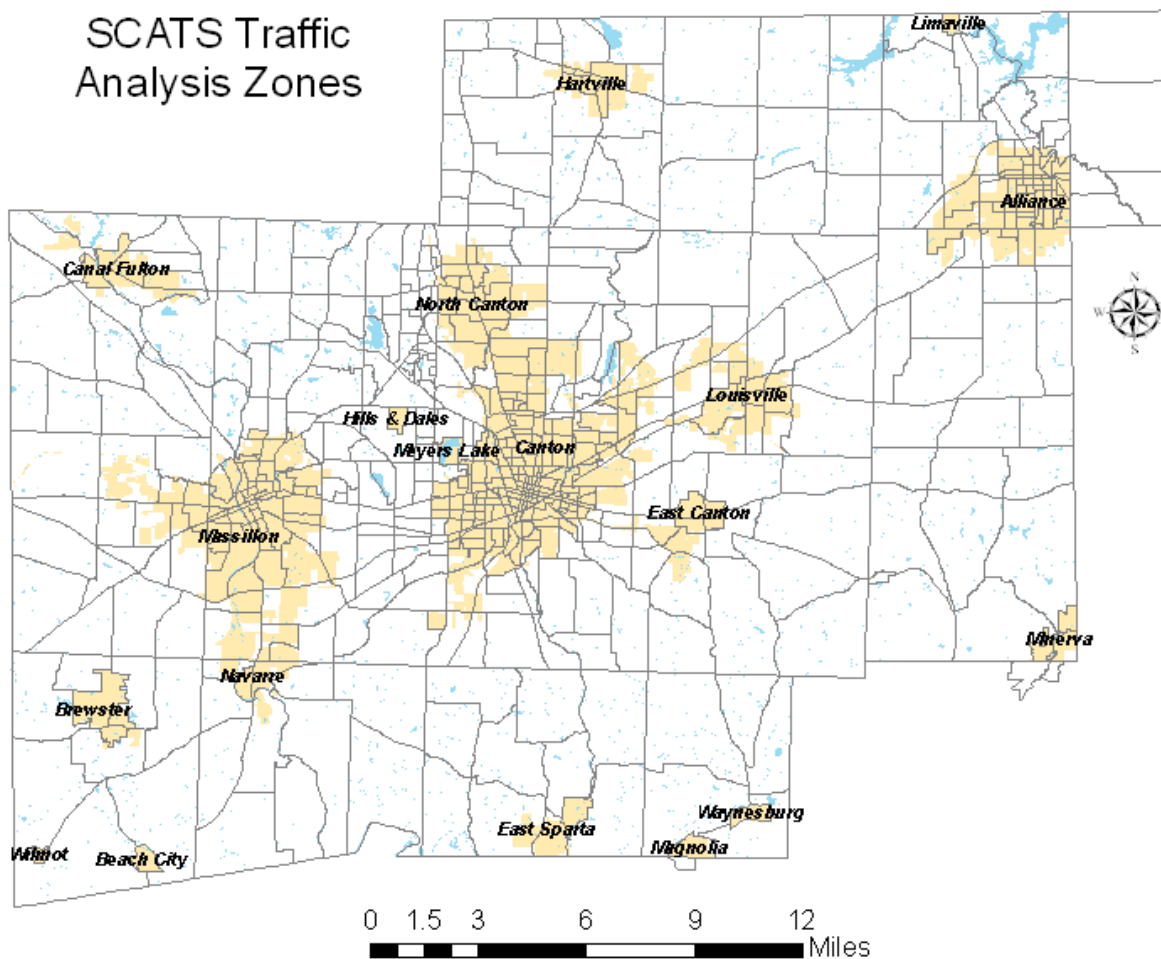 SCATS Traffic
Analysis Zones
Limaville
Hartville
Alliance
Canal Fulton
North Canton
N
W
S
Louisville
Hills & Dales
Meyers Lake
Canton
East Canton
Massillon
Minerva
Navarre
Brewster
Waynesburg
East Sparta
Magnolia
Wilmot
Beach City
0 1.5 3 6 9 12
Miles